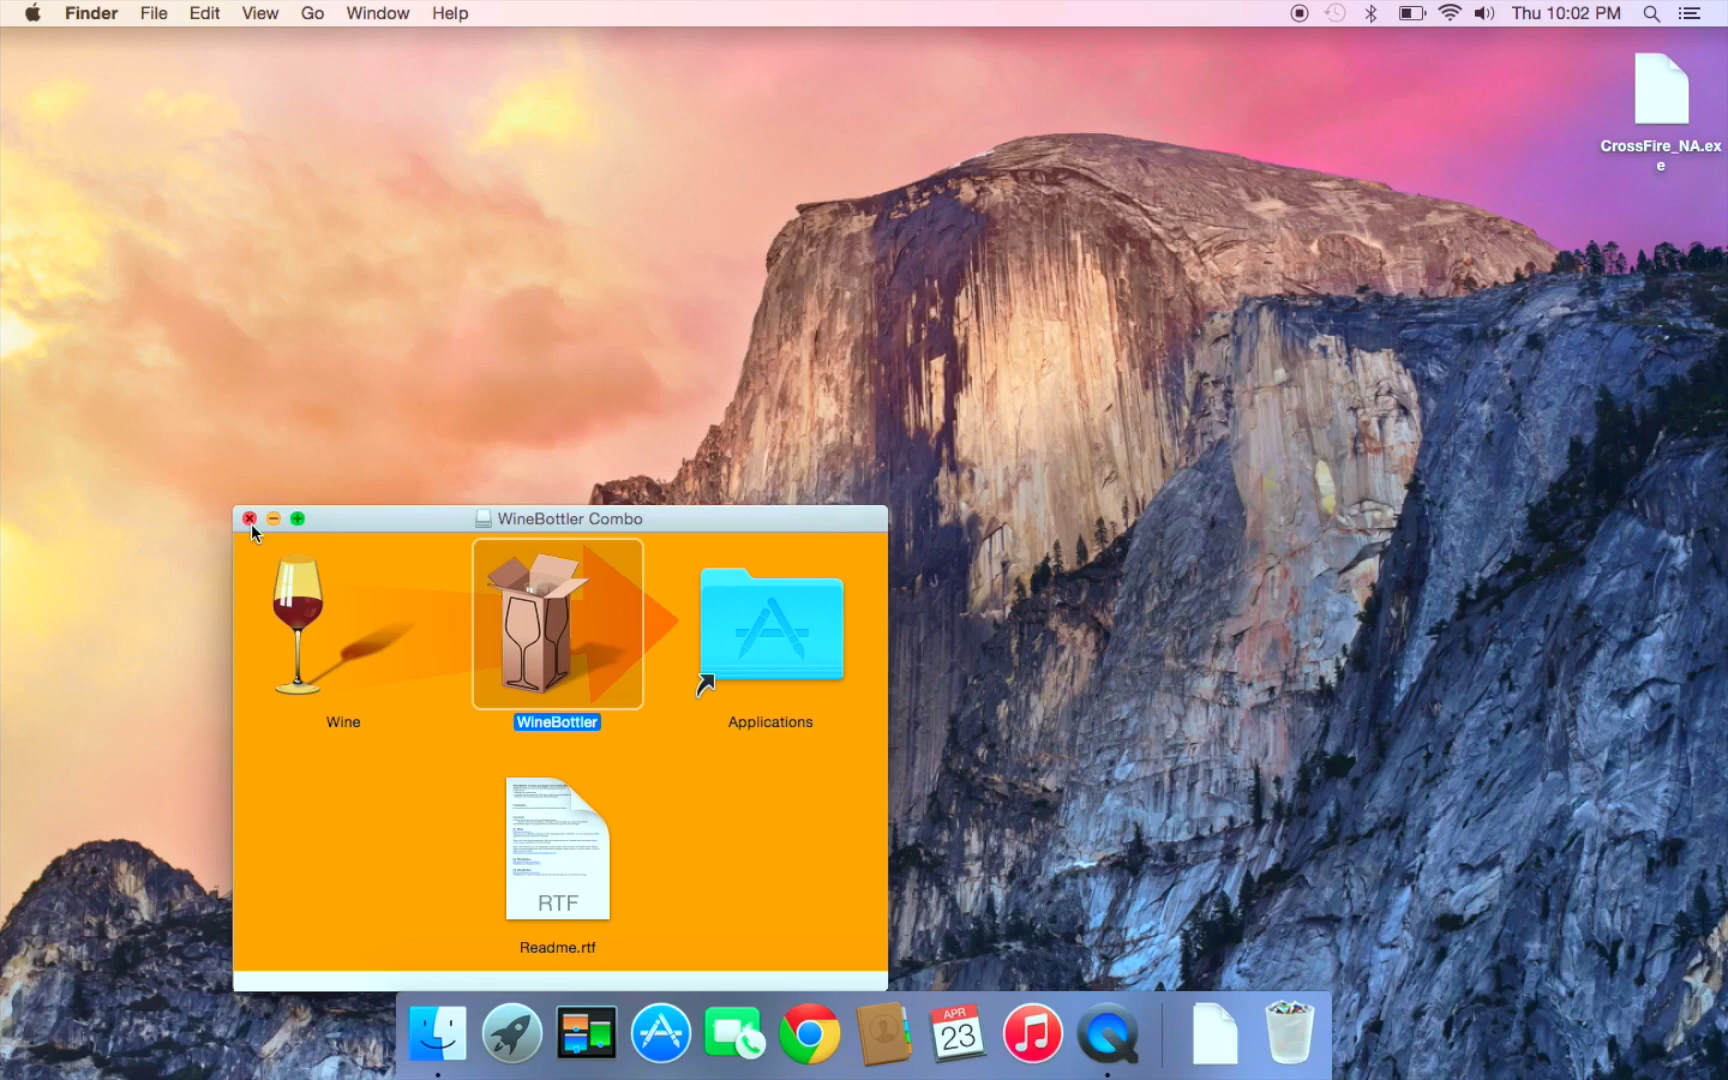 Finder File Edit View Go Window Help Thu 10:02 PM
CrossFire_NA.ex
e
WineBottler Combo
Wine WineBottler Applications
RTF
Readme.rtf
APR
23